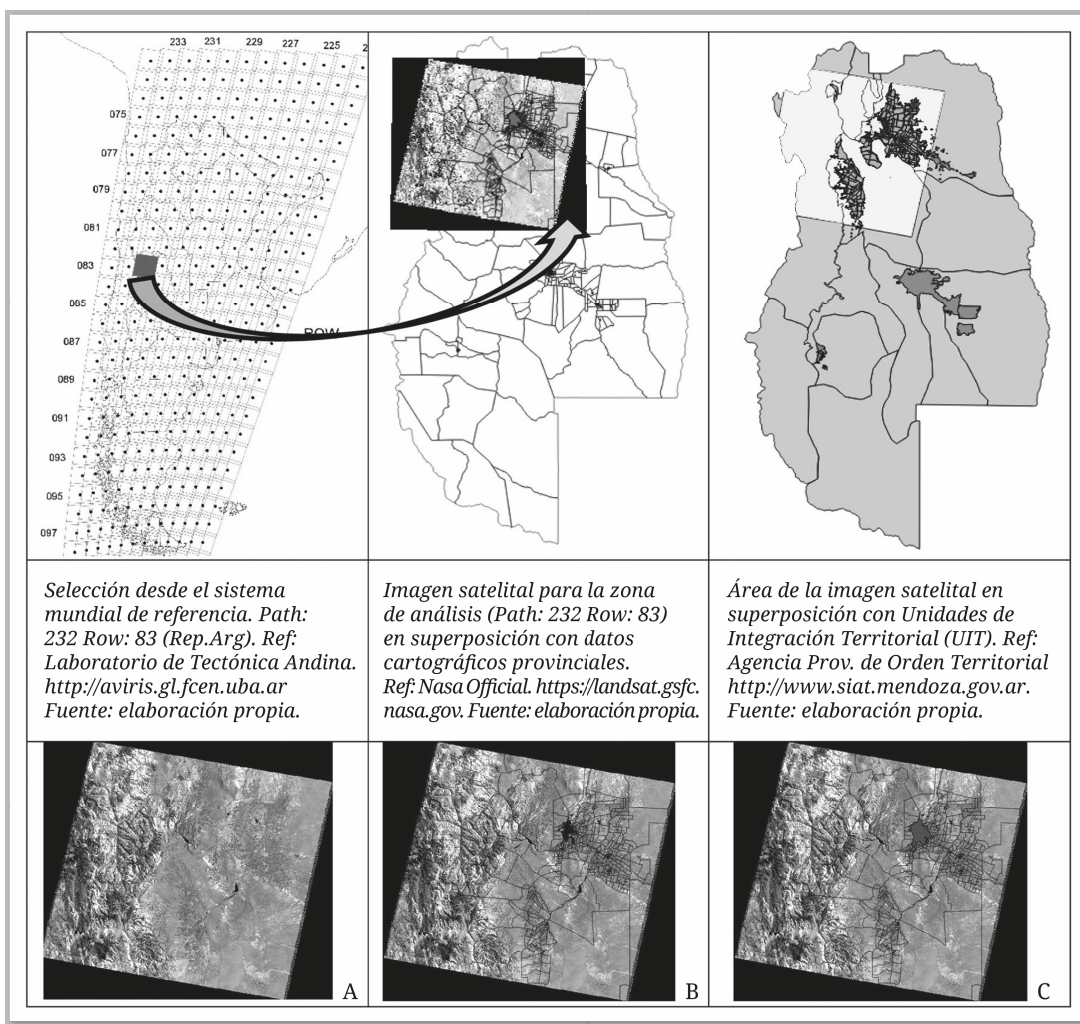 233 231 229 227 225 2
075
077
079
081
083
085
087
089
091
093
095
097
ROW
Selección desde el sistema
mundial de referencia. Path:
232 Row: 83 (Rep.Arg). Ref:
Laboratorio de Tectónica Andina.
http://aviris.gl.fcen.uba.ar
Fuente: elaboración propia.
Imagen satelital para la zona
de análisis (Path: 232 Row: 83)
en superposición con datos
cartográficos provinciales.
Ref: Nasa Official. https://landsat.gsfc.
nasa.gov. Fuente: elaboración propia.
Área de la imagen satelital en
superposición con Unidades de
Integración Territorial (UIT). Ref:
Agencia Prov. de Orden Territorial
http://www.siat.mendoza.gov.ar.
Fuente: elaboración propia.
A
B
C